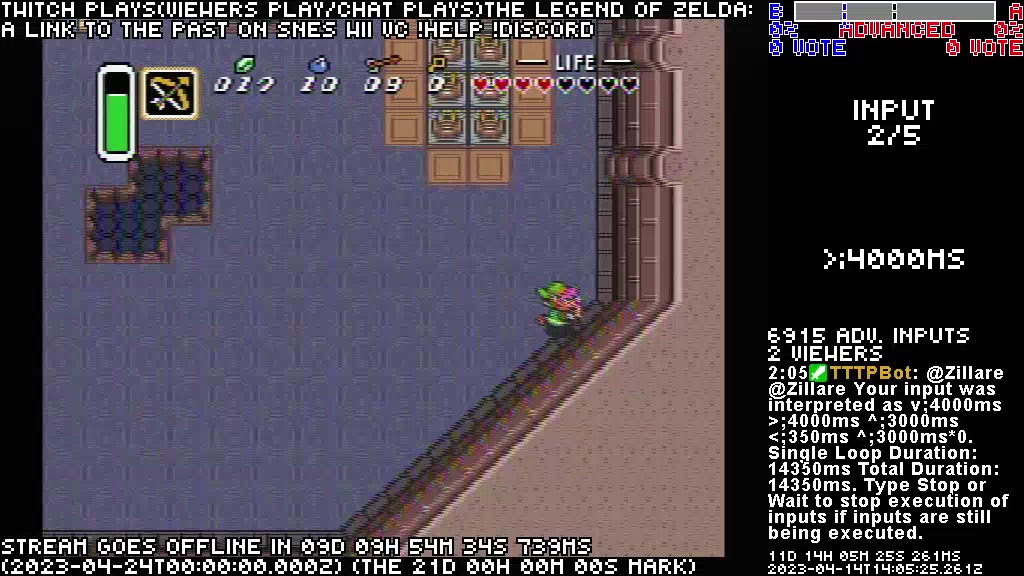 TWITCH PLAYS(VIEWERS PLAY/CHAT PLAYS)THE LEGEND OF ZELDA:
A LINK TO THE PAST ON SNES WII VC !HELP !DISCORD
B A
0% ADVANCED 0%
0 VOTE 0 VOTE
LIFE
017 10 09 0
INPUT
2/5
>;4000MS
6915 ADV. INPUTS
2 VIEWERS
2:05 TTTPBot: @Zillare
@Zillare Your input was
interpreted as v;4000ms
>;4000ms ^;3000ms
<;350ms ^;3000ms*0.
Single Loop Duration:
14350ms Total Duration:
14350ms. Type Stop or
Wait to stop execution of
inputs if inputs are still
being executed.
STREAM GOES OFFLINE IN 09D 09H 54M 34S 739MS
(2023-04-24T00:00:00.000Z) (THE 21D 00H 00M 00S MARK)
11D 14H 05M 25S 261MS
2023-04-14T14:05:25.261Z